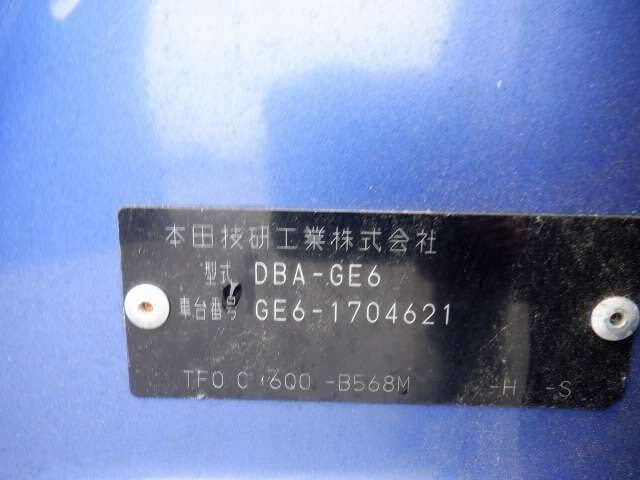 本田技研工業株式会社
型式 DBA-GE6
車台番号 GE6-1704621
TF0 C 6Q0 -B568M -H -S